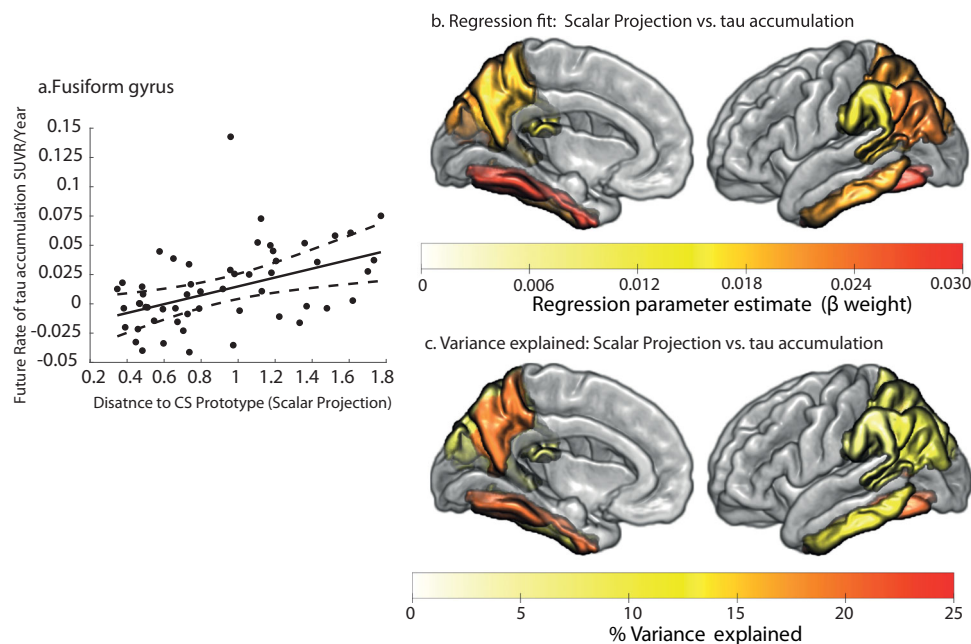 a.Fusiform gyrus
Future Rate of tau accumulation SUVR/Year
0.15
0.125
0.1
0.075
0.05
0.025
0
-0.025
-0.05
0.2 0.4 0.6 0.8 1 1.2 1.4 1.6 1.8
Disatnce to CS Prototype (Scalar Projection)
b. Regression fit: Scalar Projection vs. tau accumulation
0 0.006 0.012 0.018 0.024 0.030
Regression parameter estimate (β weight)
c. Variance explained: Scalar Projection vs. tau accumulation
0 5 10 15 20 25
% Variance explained